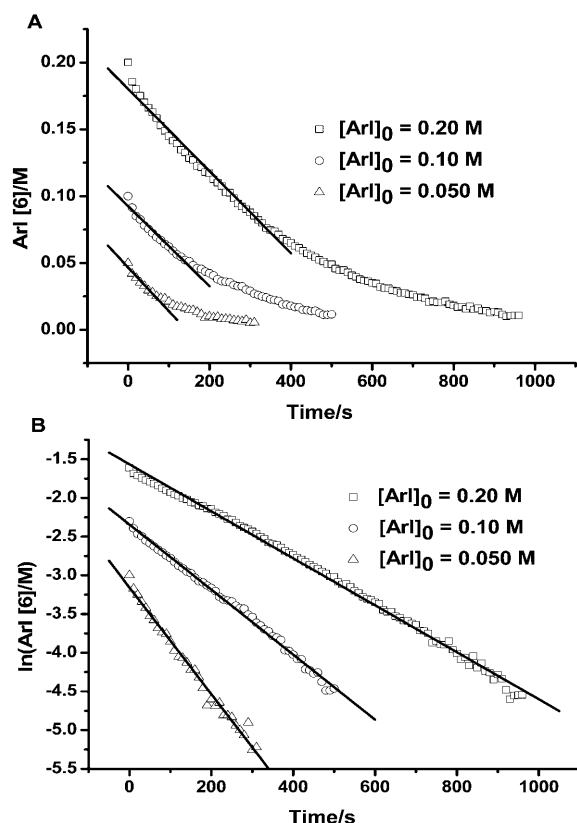 A
ArI [6]/M
0.20
0.15
0.10
0.05
0.00
□ [ArI]0 = 0.20 M
○ [ArI]0 = 0.10 M
△ [ArI]0 = 0.050 M
0 200 400 600 800 1000
Time/s
B
ln(ArI [6]/M)
-1.5
-2.0
-2.5
-3.0
-3.5
-4.0
-4.5
-5.0
-5.5
□ [ArI]0 = 0.20 M
○ [ArI]0 = 0.10 M
△ [ArI]0 = 0.050 M
0 200 400 600 800 1000
Time/s